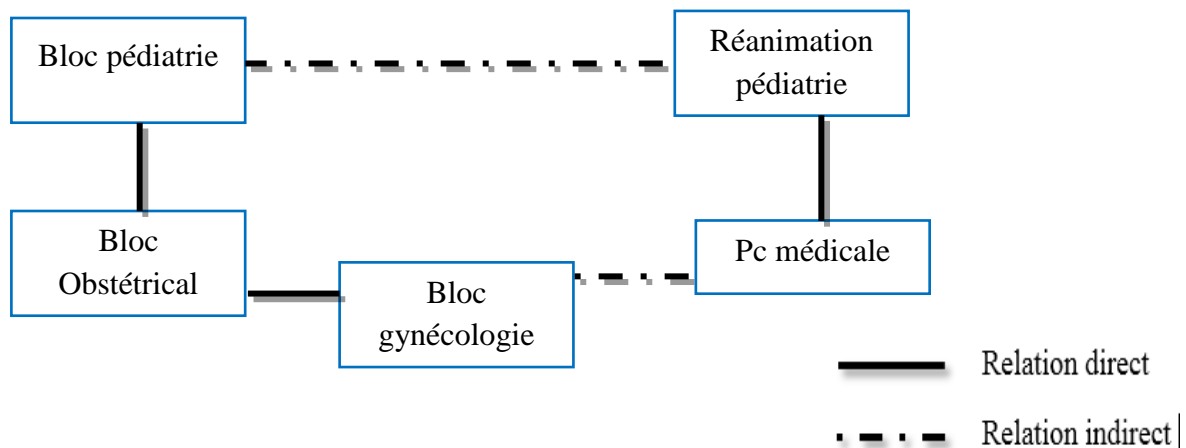 Bloc pédiatrie
Réanimation
pédiatrie
Bloc
Obstétrical
Bloc
gynécologie
Pc médicale
Relation direct
Relation indirect